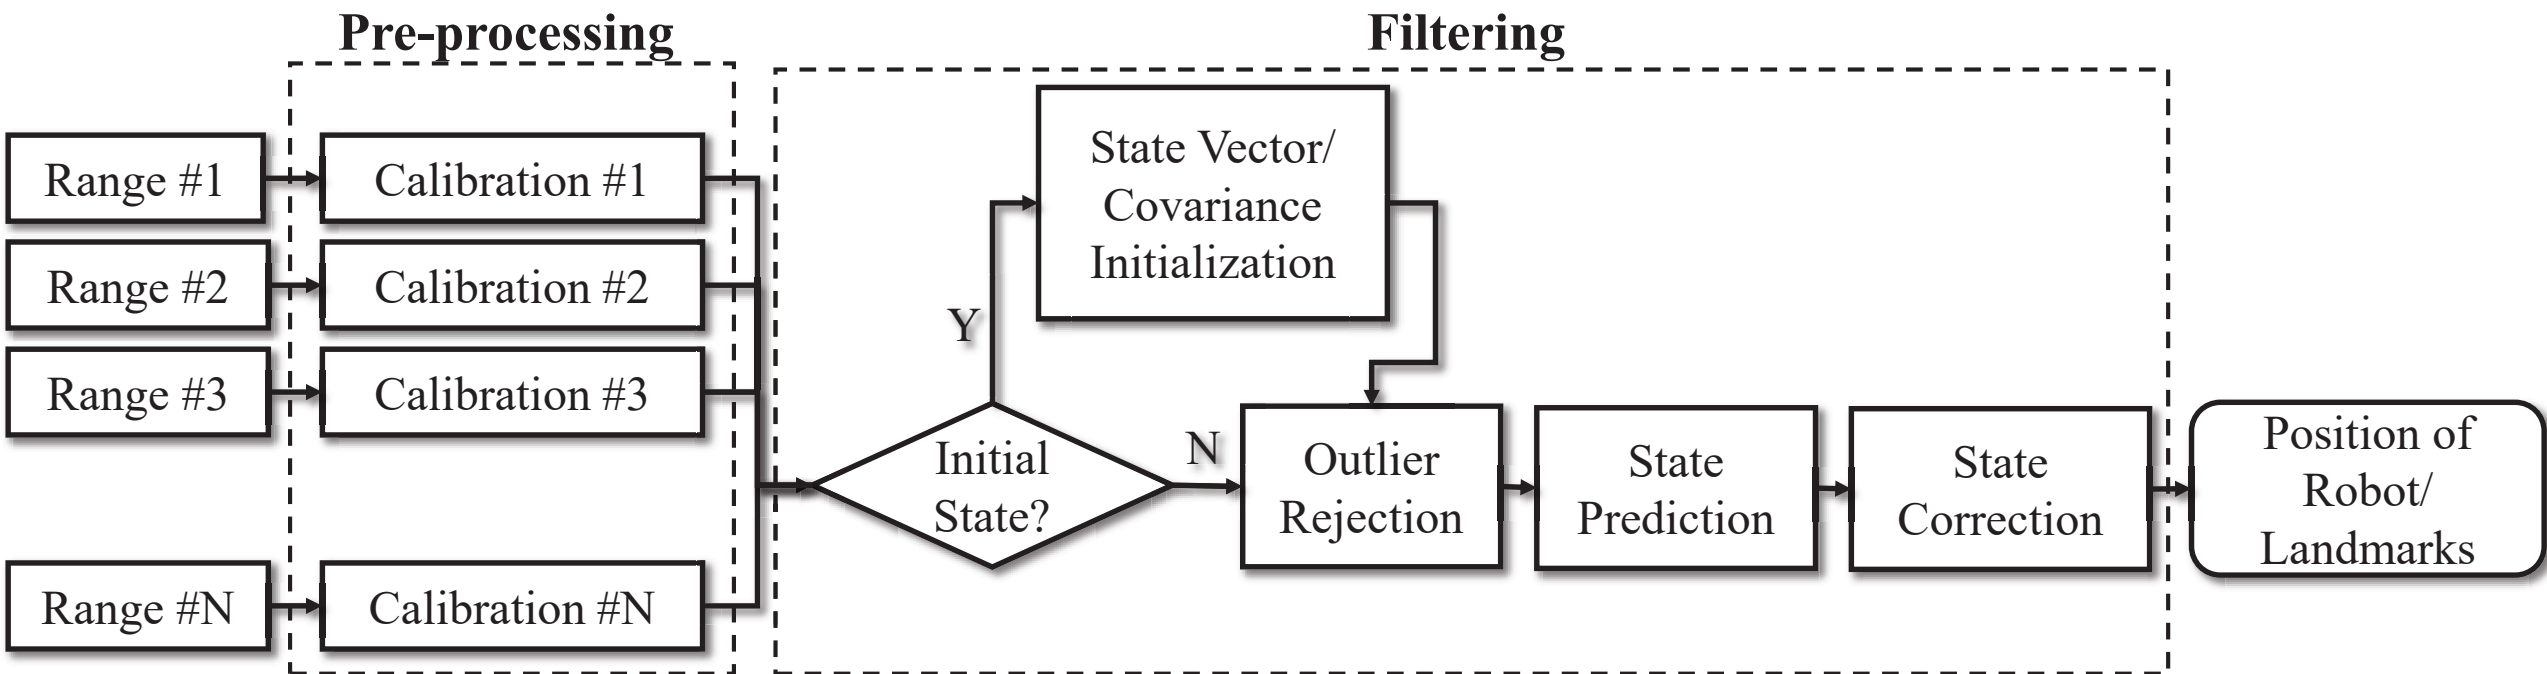 Pre-processing
Filtering
Range #1
Calibration #1
Range #2
Calibration #2
Range #3
Calibration #3
Range #N
Calibration #N
Initial
State?
Y
N
State Vector/
Covariance
Initialization
Outlier
Rejection
State
Prediction
State
Correction
Position of
Robot/
Landmarks